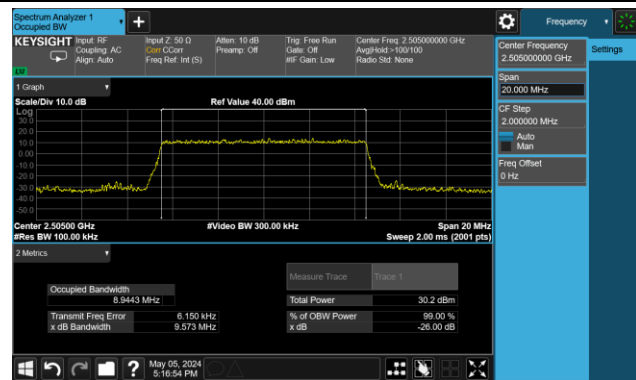 Spectrum Analyzer 1
Occupied BW
+
Frequency
KEYSIGHT
Input: RF
Coupling: AC
Align: Auto
Input Z: 50 Ω
Corr CCorr
Freq Ref: Int (S)
Atten: 10 dB
Preamp: Off
Trig: Free Run
Gate: Off
#IF Gain: Low
Center Freq: 2.505000000 GHz
Avg|Hold:>100/100
Radio Std: None
Center Frequency
2.505000000 GHz
Settings
Span
20.000 MHz
CF Step
2.000000 MHz
Auto
Man
Freq Offset
0 Hz
1 Graph
Scale/Div 10.0 dB
Ref Value 40.00 dBm
Log
30.0
20.0
10.0
0.00
-10.0
-20.0
-30.0
-40.0
-50.0
Center 2.50500 GHz
#Video BW 300.00 kHz
Span 20 MHz
#Res BW 100.00 kHz
Sweep 2.00 ms (2001 pts)
2 Metrics
Measure Trace
Trace 1
Occupied Bandwidth
8.9443 MHz
Total Power
30.2 dBm
Transmit Freq Error
6.150 kHz
% of OBW Power
99.00 %
x dB Bandwidth
9.573 MHz
x dB
-26.00 dB
?
May 05, 2024
5:16:54 PM